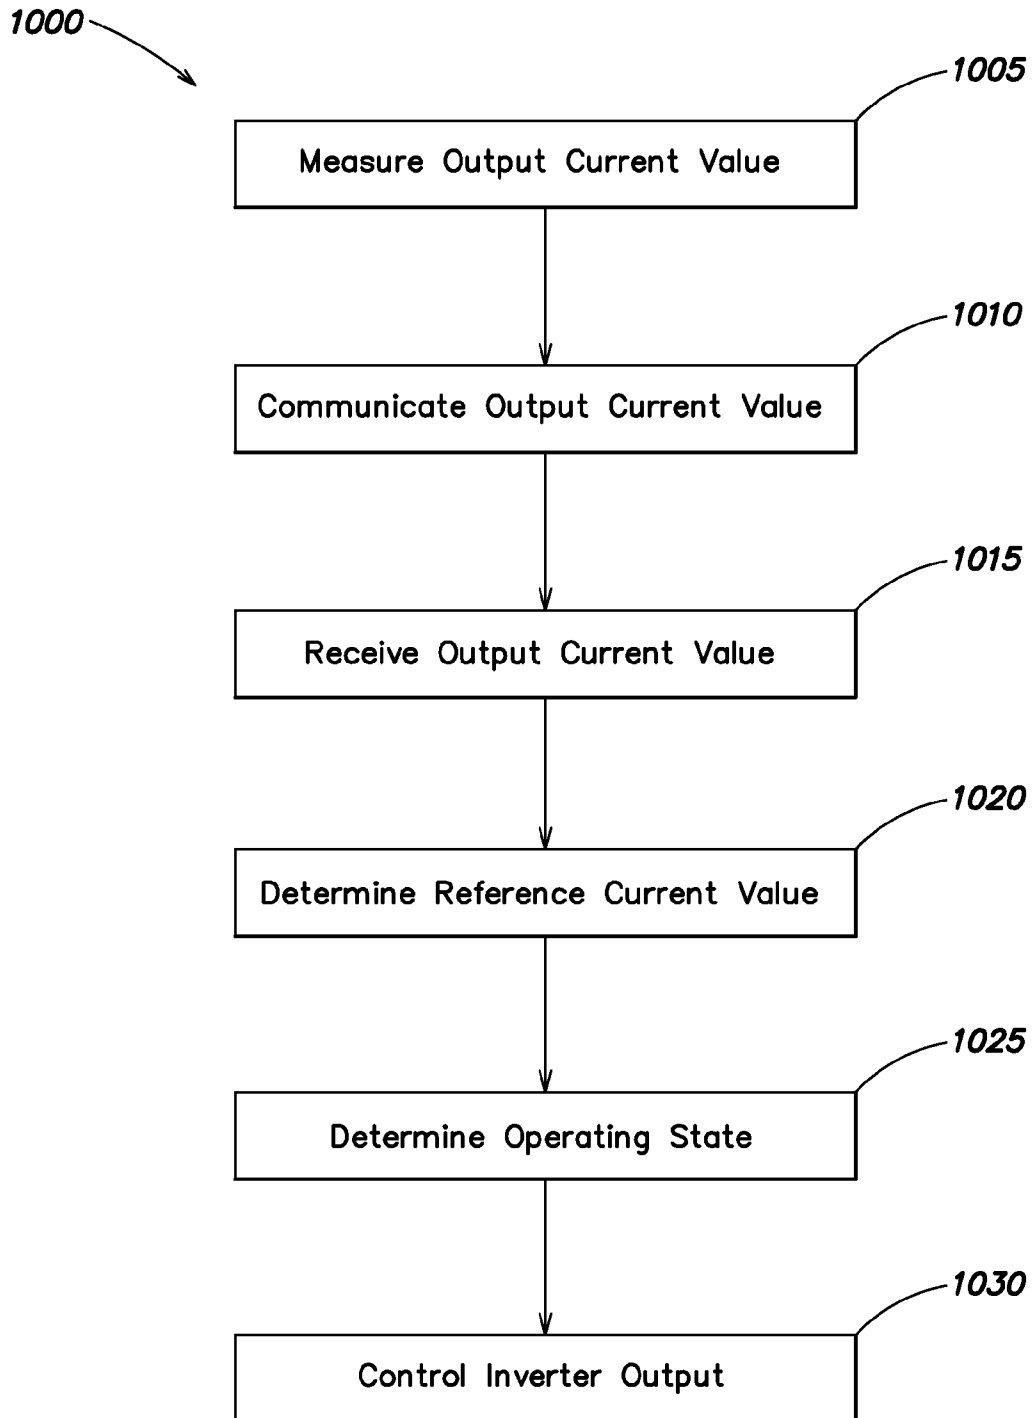 1000
1005
Measure Output Current Value
1010
Communicate Output Current Value
1015
Receive Output Current Value
1020
Determine Reference Current Value
1025
Determine Operating State
1030
Control Inverter Output